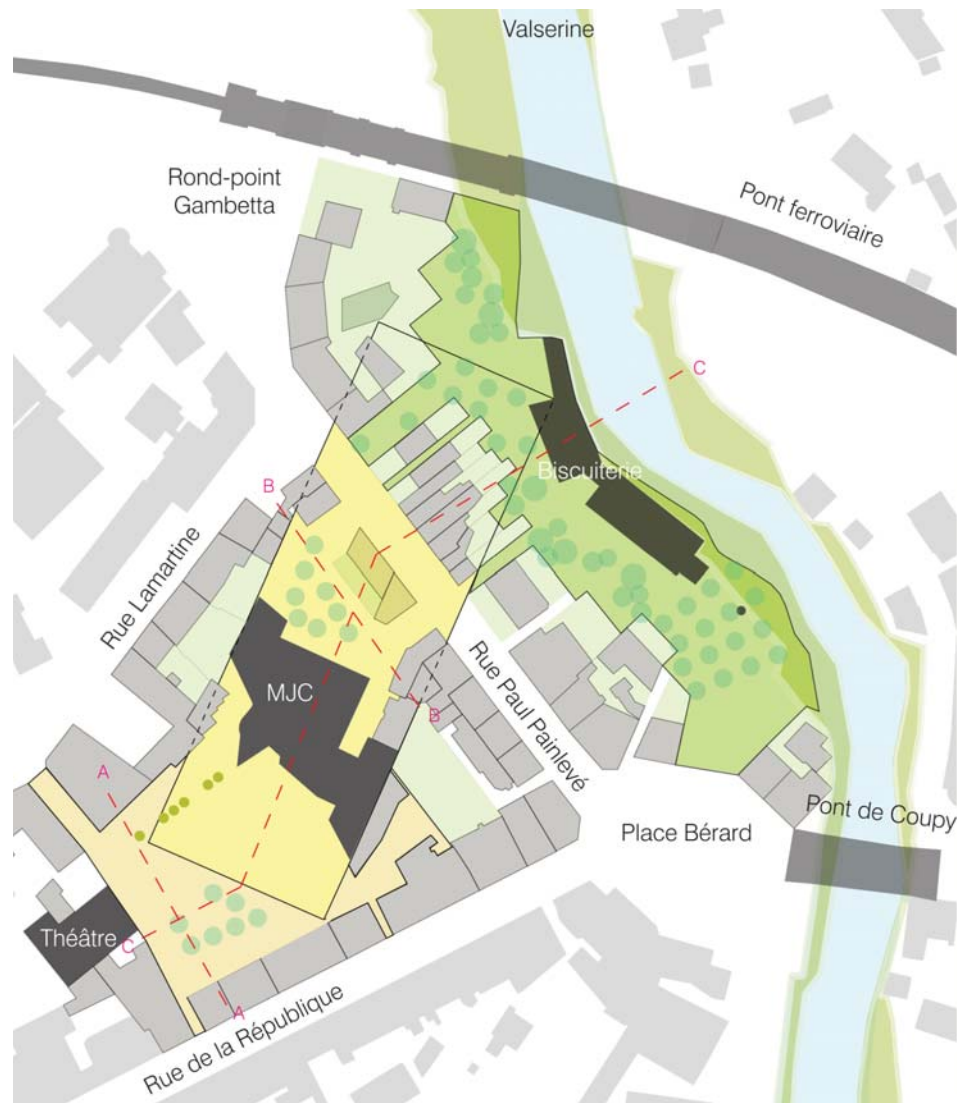 Valserine
Rond-point
Gambetta
Pont ferroviaire
C
Biscuiterie
B
Rue Lamartine
MJC
B
Rue Paul Painlevé
A
Pont de Coupy
Place Bérard
Théâtre
C
A
Rue de la République